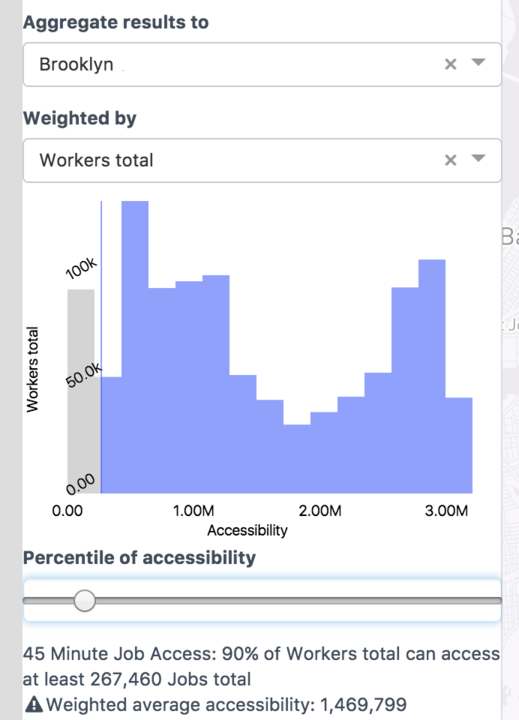 Aggregate results to
Brooklyn
Weighted by
Workers total
100k
50.0k
0.00
Workers total
0.00 1.00M 2.00M 3.00M
Accessibility
Percentile of accessibility
45 Minute Job Access: 90% of Workers total can access
at least 267,460 Jobs total
Weighted average accessibility: 1,469,799
Ba